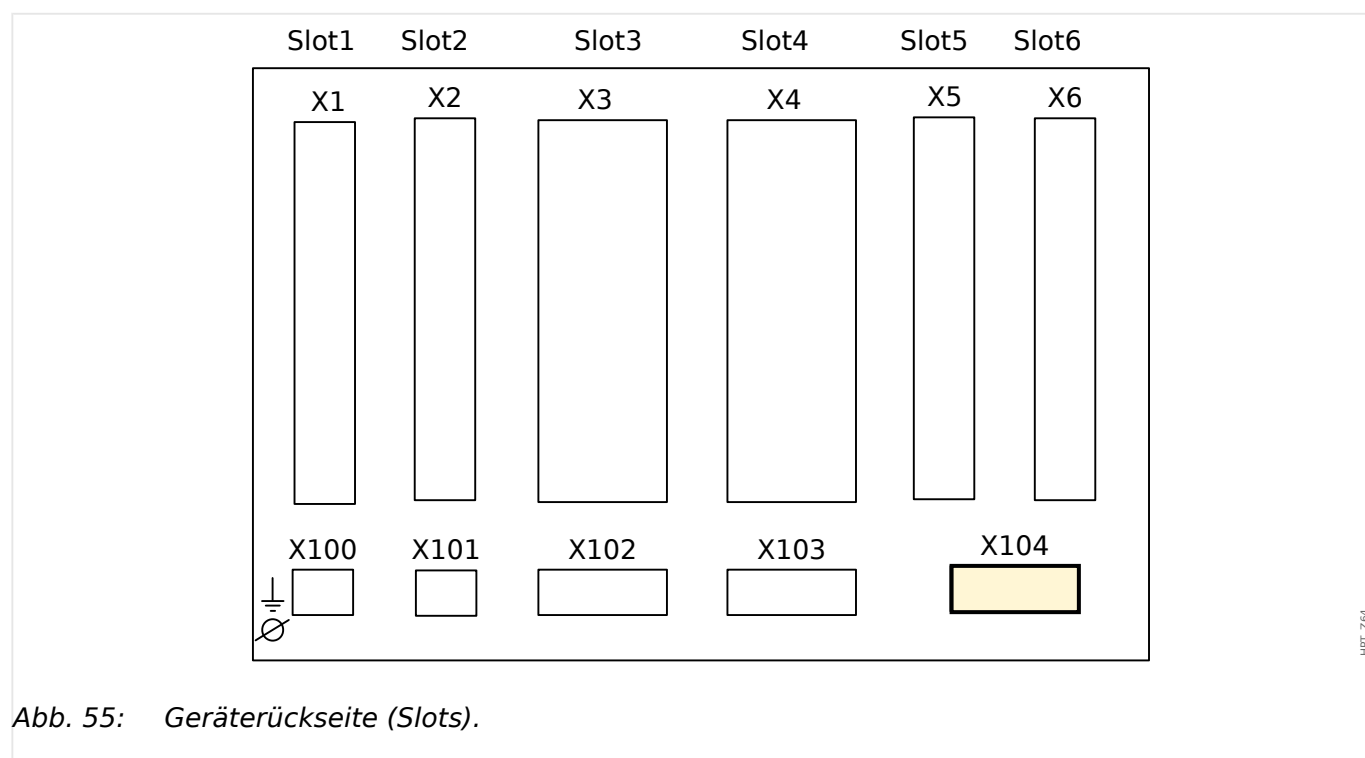 Slot1 Slot2 Slot3 Slot4 Slot5 Slot6
X1 X2 X3 X4 X5 X6
X100 X101 X102 X103 X104
Abb. 55: Geräterückseite (Slots).